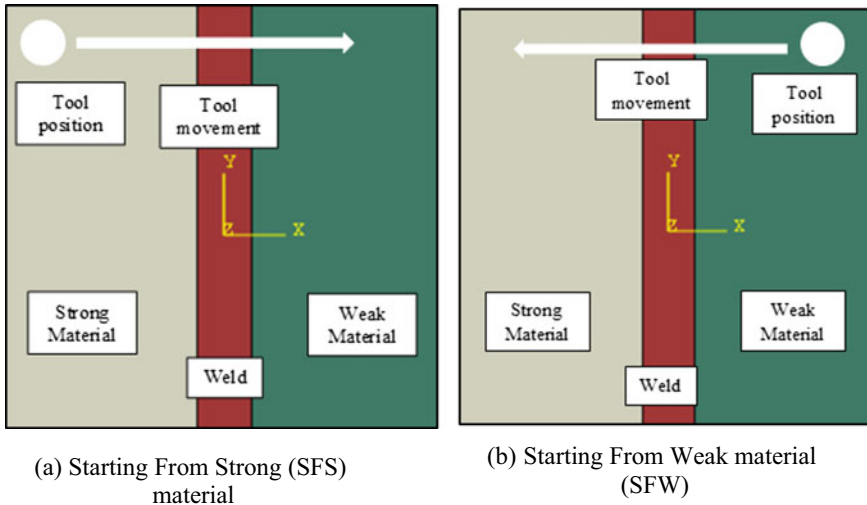 Tool
position
Tool
movement
Y
Z
X
Strong
Material
Weak
Material
Weld
(a) Starting From Strong (SFS)
material
Tool
movement
Tool
position
Y
Z
X
Strong
Material
Weak
Material
Weld
(b) Starting From Weak material
(SFW)